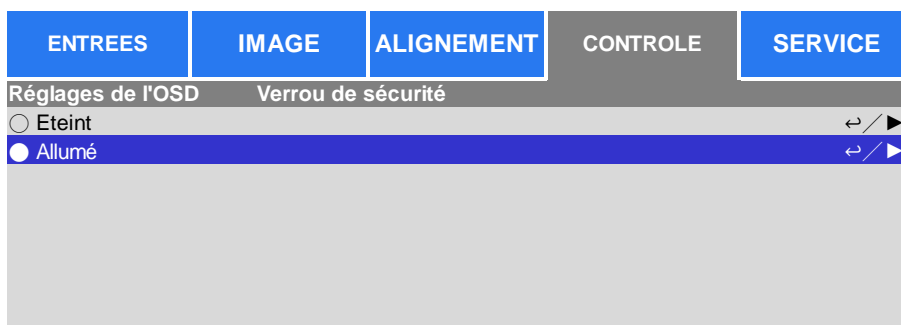 ENTREES IMAGE ALIGNEMENT CONTROLE SERVICE
Réglages de l'OSD Verrou de sécurité
Eteint
Allumé